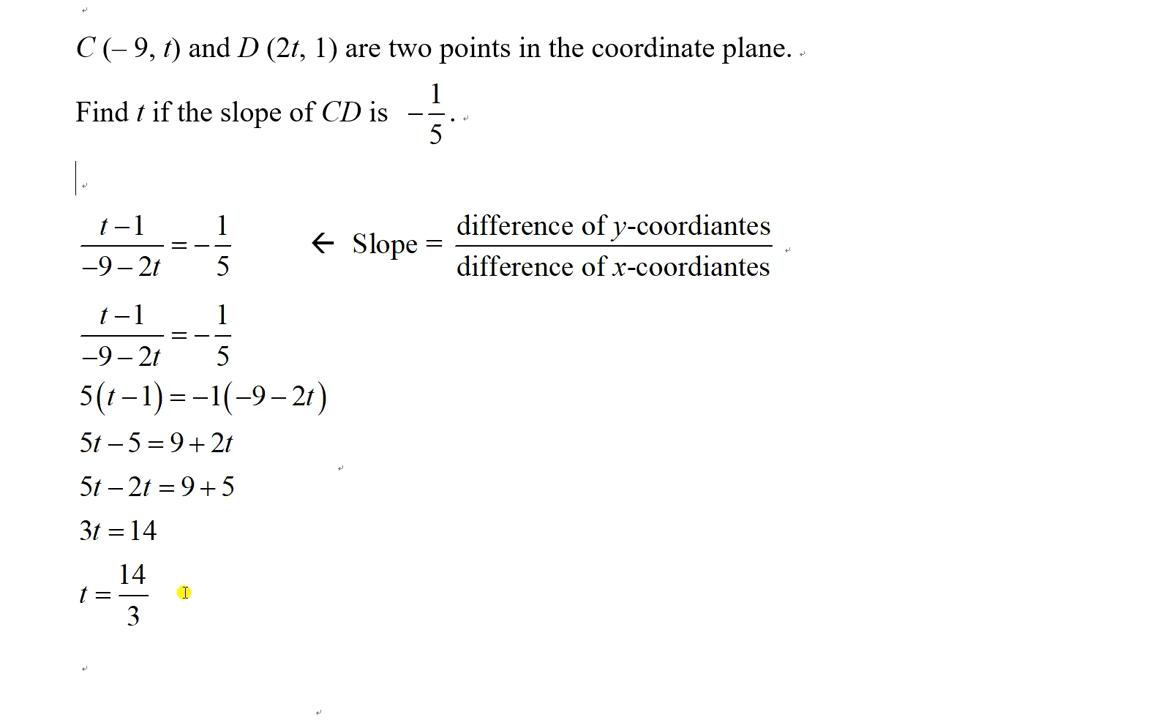 C (– 9, t) and D (2t, 1) are two points in the coordinate plane.
Find t if the slope of CD is −1/5.
(t−1)/(−9−2t) = −1/5 ← Slope = difference of y-coordiantes/difference of x-coordiantes
(t−1)/(−9−2t) = −1/5
5(t−1)=−1(−9−2t)
5t−5=9+2t
5t−2t=9+5
3t=14
t=14/3